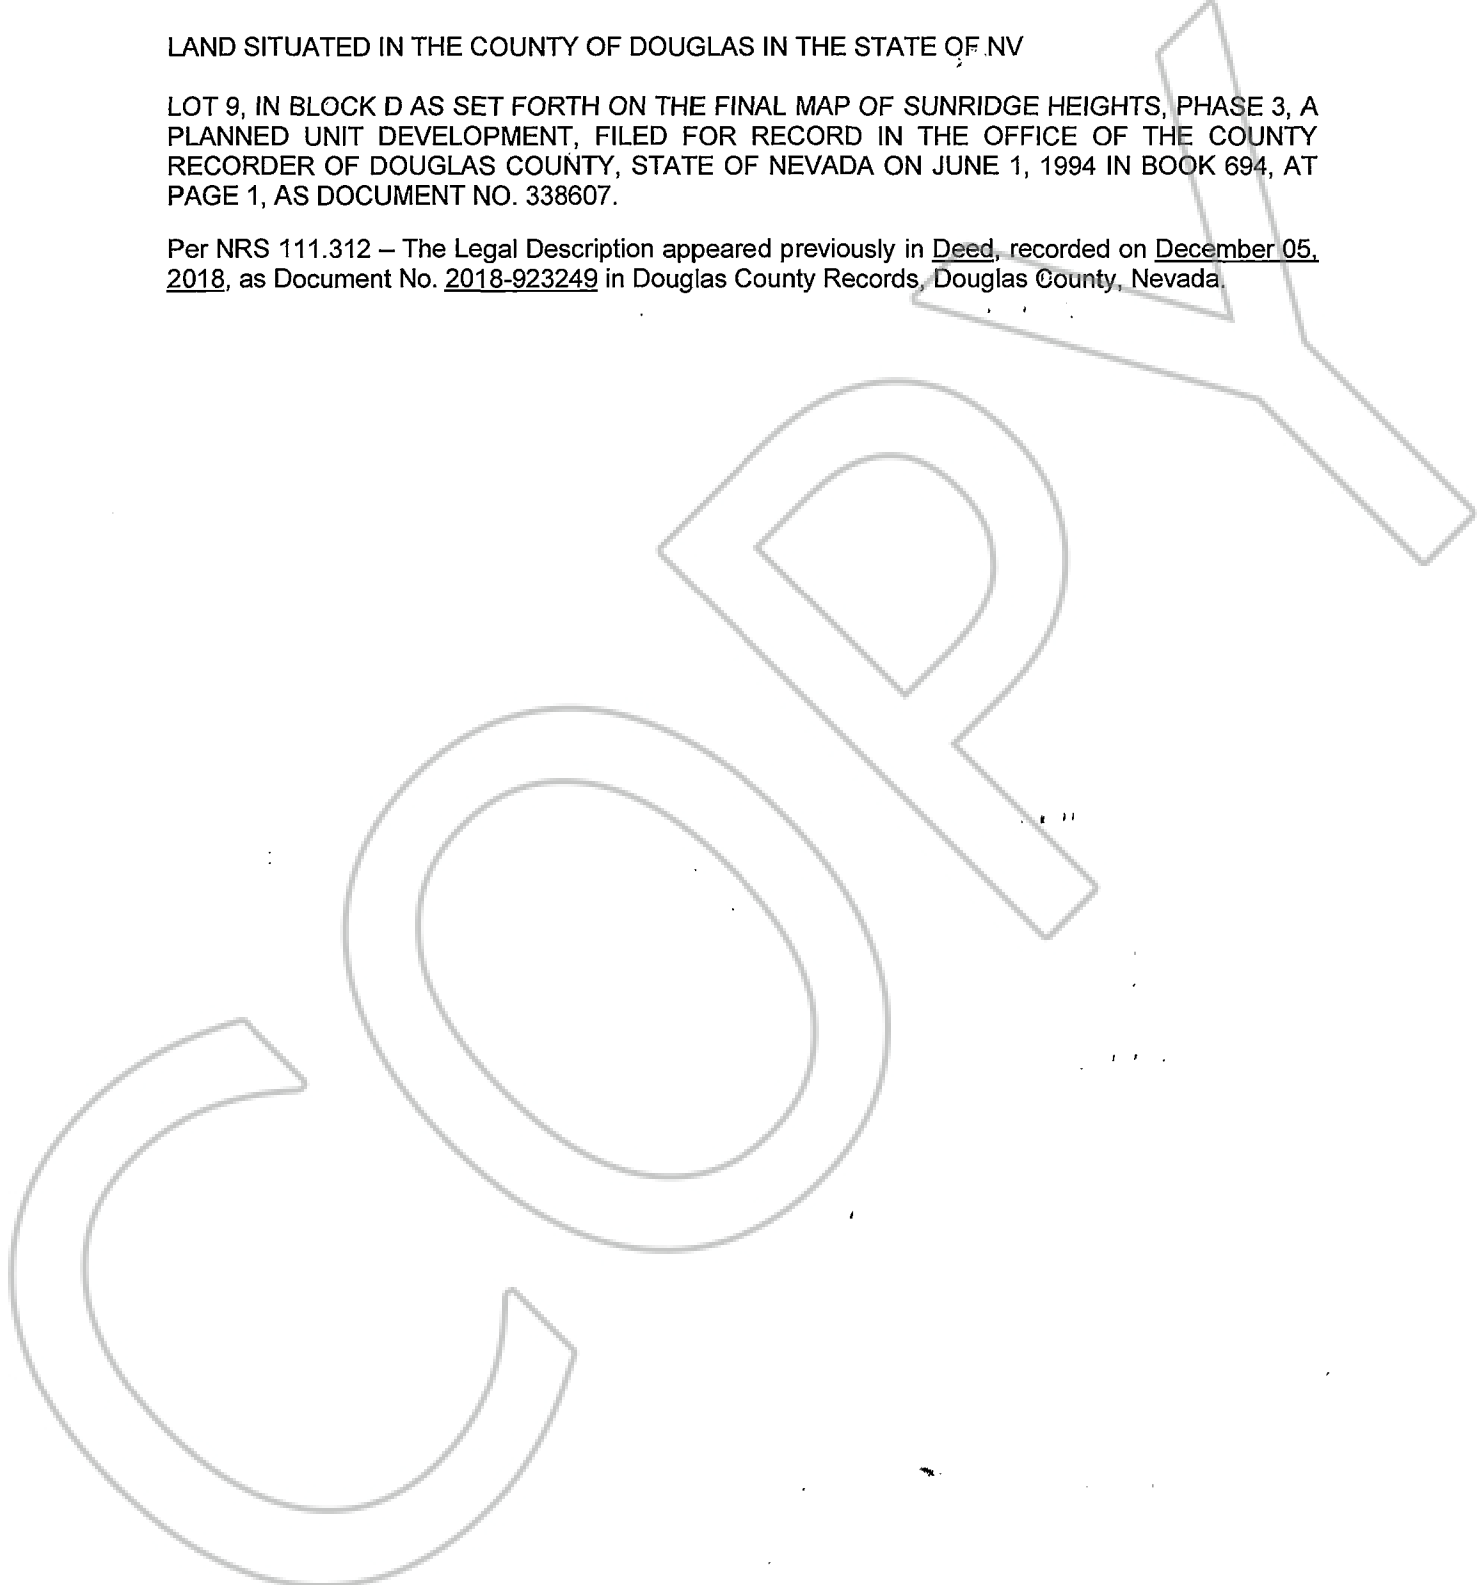 LAND SITUATED IN THE COUNTY OF DOUGLAS IN THE STATE OF NV
LOT 9, IN BLOCK D AS SET FORTH ON THE FINAL MAP OF SUNRIDGE HEIGHTS, PHASE 3, A
PLANNED UNIT DEVELOPMENT, FILED FOR RECORD IN THE OFFICE OF THE COUNTY
RECORDER OF DOUGLAS COUNTY, STATE OF NEVADA ON JUNE 1, 1994 IN BOOK 694, AT
PAGE 1, AS DOCUMENT NO. 338607.
Per NRS 111.312 – The Legal Description appeared previously in Deed, recorded on December 05,
2018, as Document No. 2018-923249 in Douglas County Records, Douglas County, Nevada.
COPY